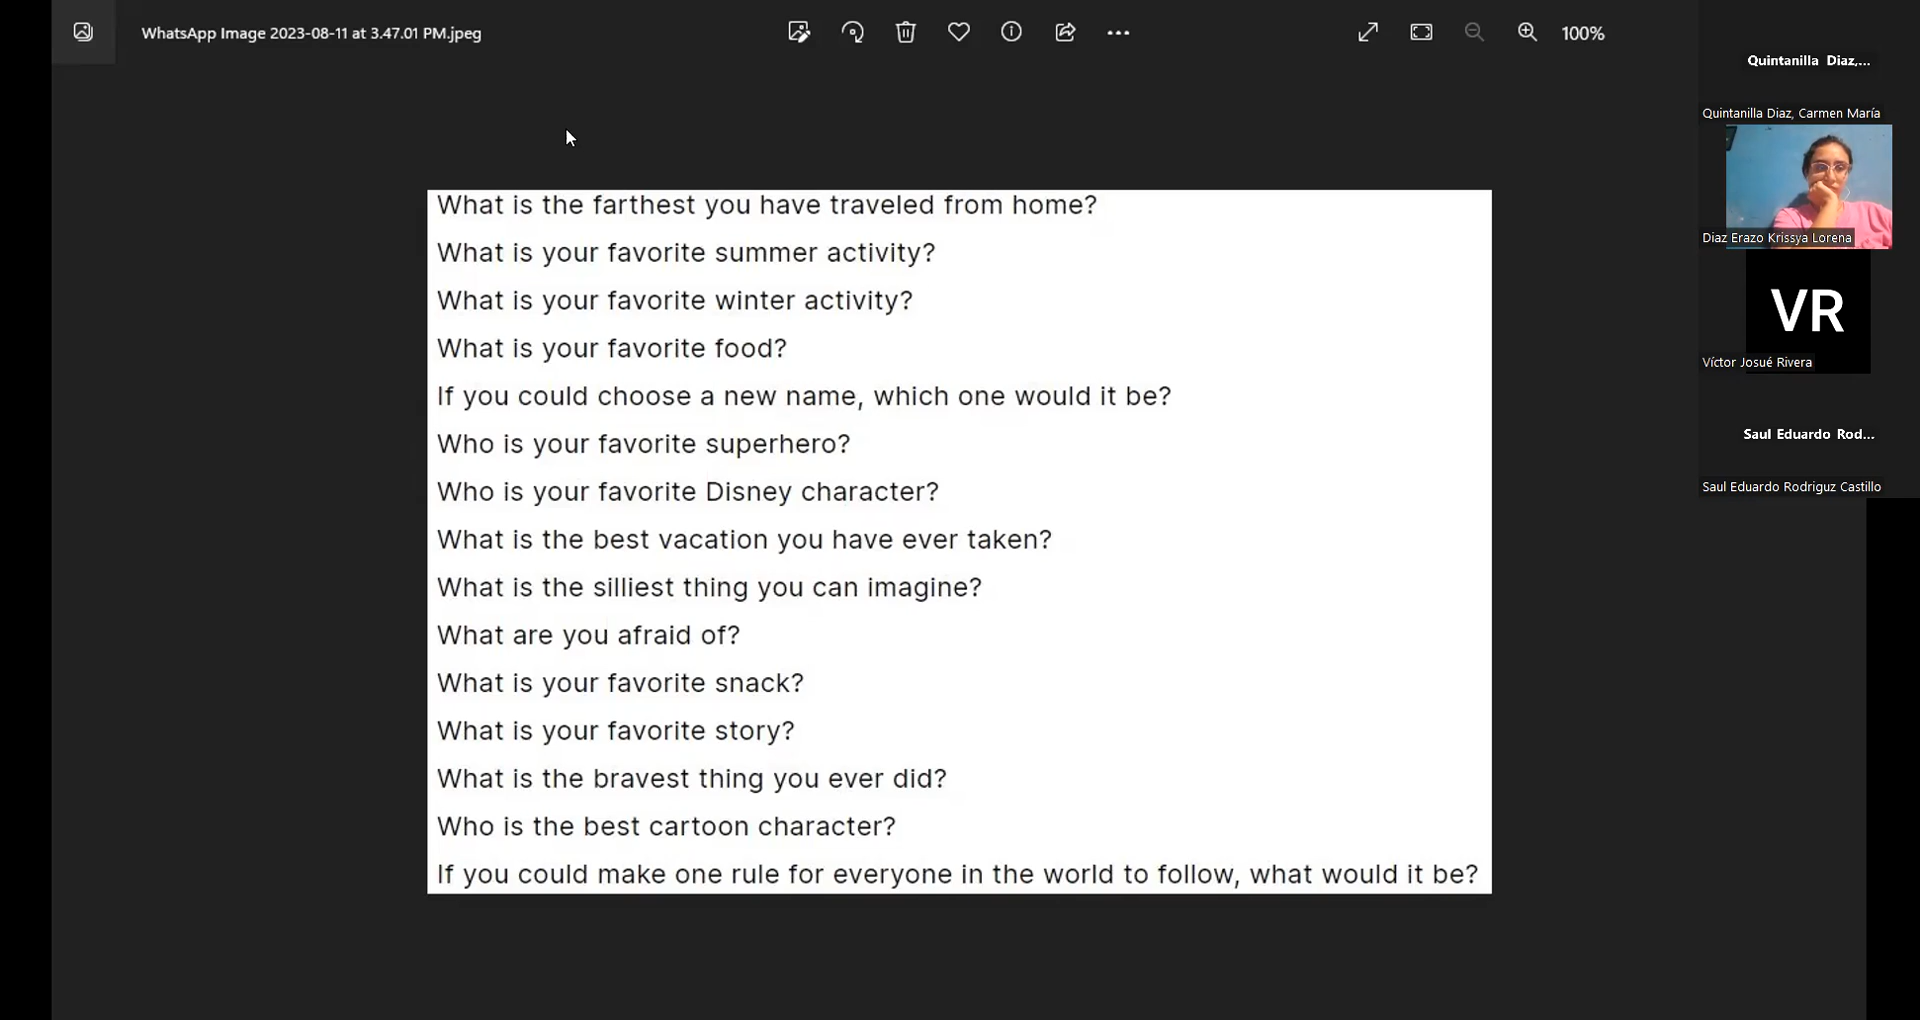 WhatsApp Image 2023-08-11 at 3.47.01 PM.jpeg
100%
What is the farthest you have traveled from home?
What is your favorite summer activity?
What is your favorite winter activity?
What is your favorite food?
If you could choose a new name, which one would it be?
Who is your favorite superhero?
Who is your favorite Disney character?
What is the best vacation you have ever taken?
What is the silliest thing you can imagine?
What are you afraid of?
What is your favorite snack?
What is your favorite story?
What is the bravest thing you ever did?
Who is the best cartoon character?
If you could make one rule for everyone in the world to follow, what would it be?
Quintanilla Diaz,...
Quintanilla Diaz, Carmen María
Diaz Erazo Krissya Lorena
VR
Víctor Josué Rivera
Saul Eduardo Rod...
Saul Eduardo Rodriguz Castillo